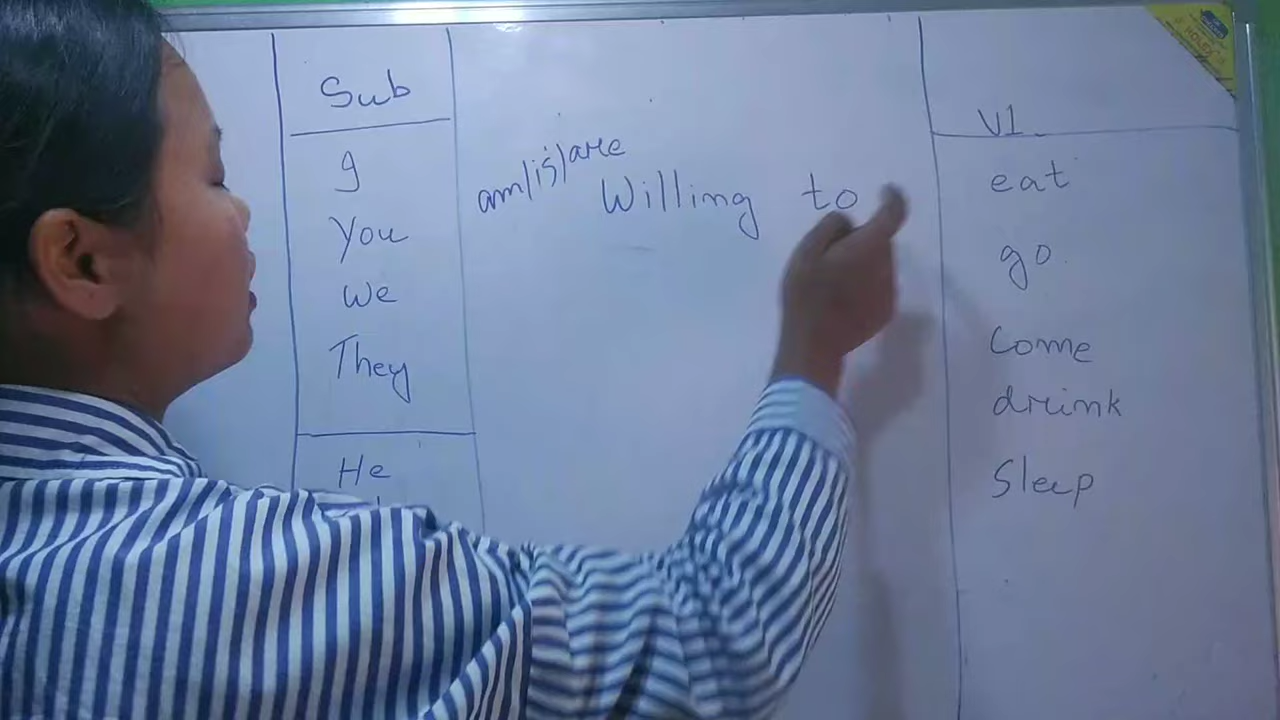 Sub
I
You
We
They
He
am/is/are
Willing to
V1
eat
go
Come
drink
Sleep